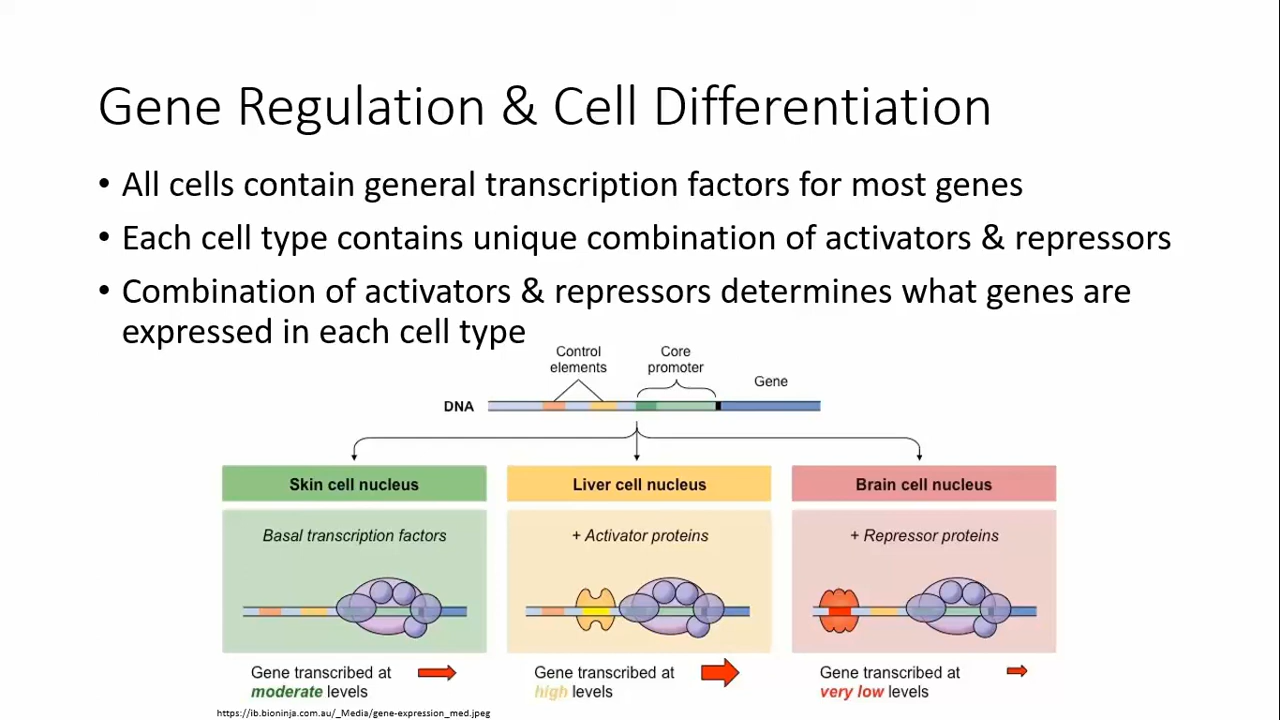 Gene Regulation & Cell Differentiation
• All cells contain general transcription factors for most genes
• Each cell type contains unique combination of activators & repressors
• Combination of activators & repressors determines what genes are
expressed in each cell type
Control
elements
Core
promoter
Gene
DNA
Skin cell nucleus
Liver cell nucleus
Brain cell nucleus
Basal transcription factors
+ Activator proteins
+ Repressor proteins
Gene transcribed at
moderate levels
Gene transcribed at
high levels
Gene transcribed at
very low levels
https://ib.bioninja.com.au/_Media/gene-expression_med.jpeg